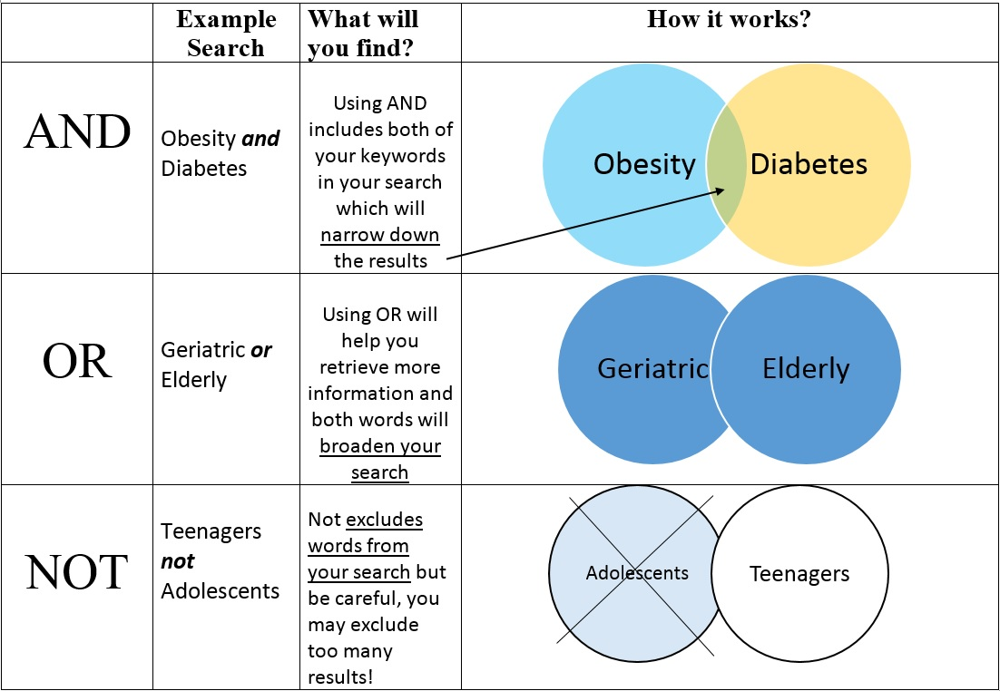 Example
Search
What will
you find?
How it works?
AND
Obesity and
Diabetes
Using AND
includes both of
your keywords
in your search
which will
narrow down
the results
Obesity
Diabetes
OR
Geriatric or
Elderly
Using OR will
help you
retrieve more
information and
both words will
broaden your
search
Geriatric
Elderly
NOT
Teenagers
not
Adolescents
Not excludes
words from
your search but
be careful, you
may exclude
too many
results!
Adolescents
Teenagers